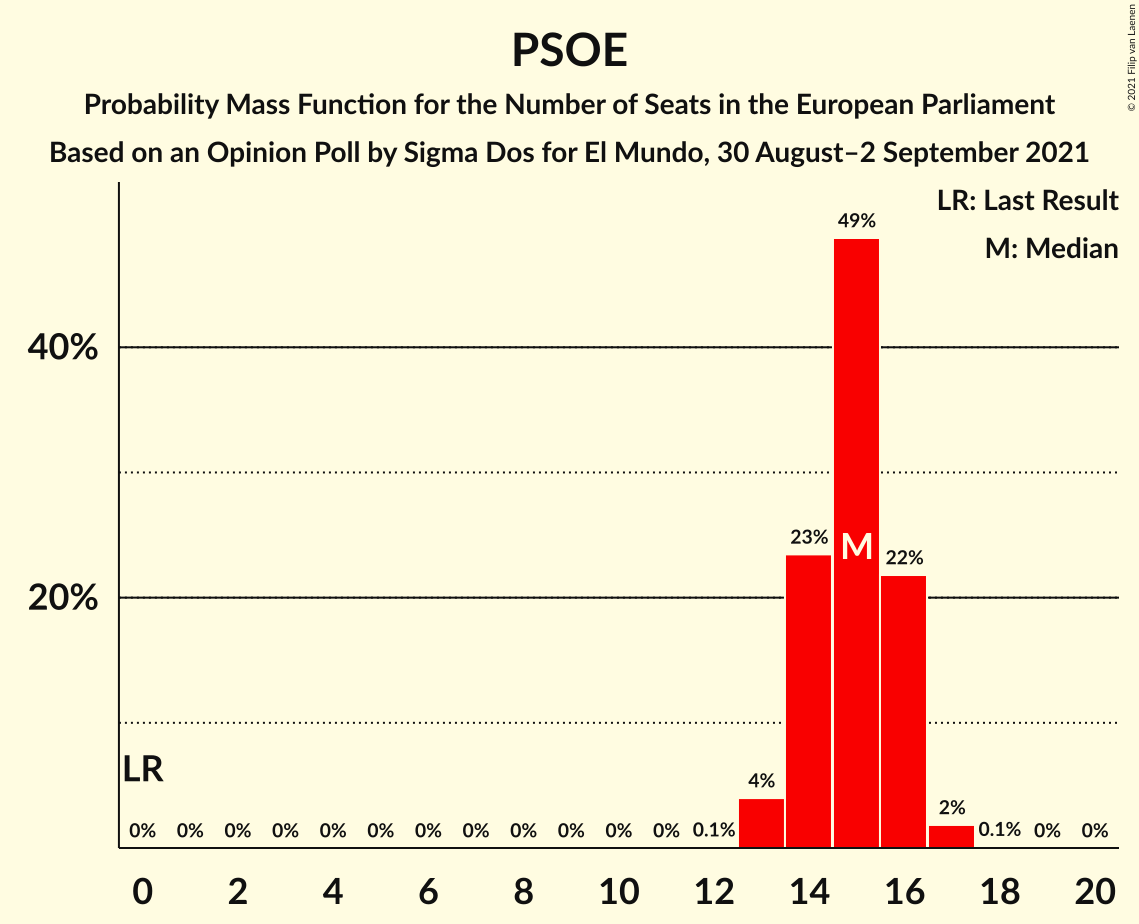 PSOE
Probability Mass Function for the Number of Seats in the European Parliament
Based on an Opinion Poll by Sigma Dos for El Mundo, 30 August–2 September 2021
© 2021 Filip van Laenen
LR: Last Result
M: Median
49%
40%
23%
M
22%
20%
LR
4%
2%
0% 0% 0% 0% 0% 0% 0% 0% 0% 0% 0% 0% 0.1% 0.1% 0% 0%
0 2 4 6 8 10 12 14 16 18 20